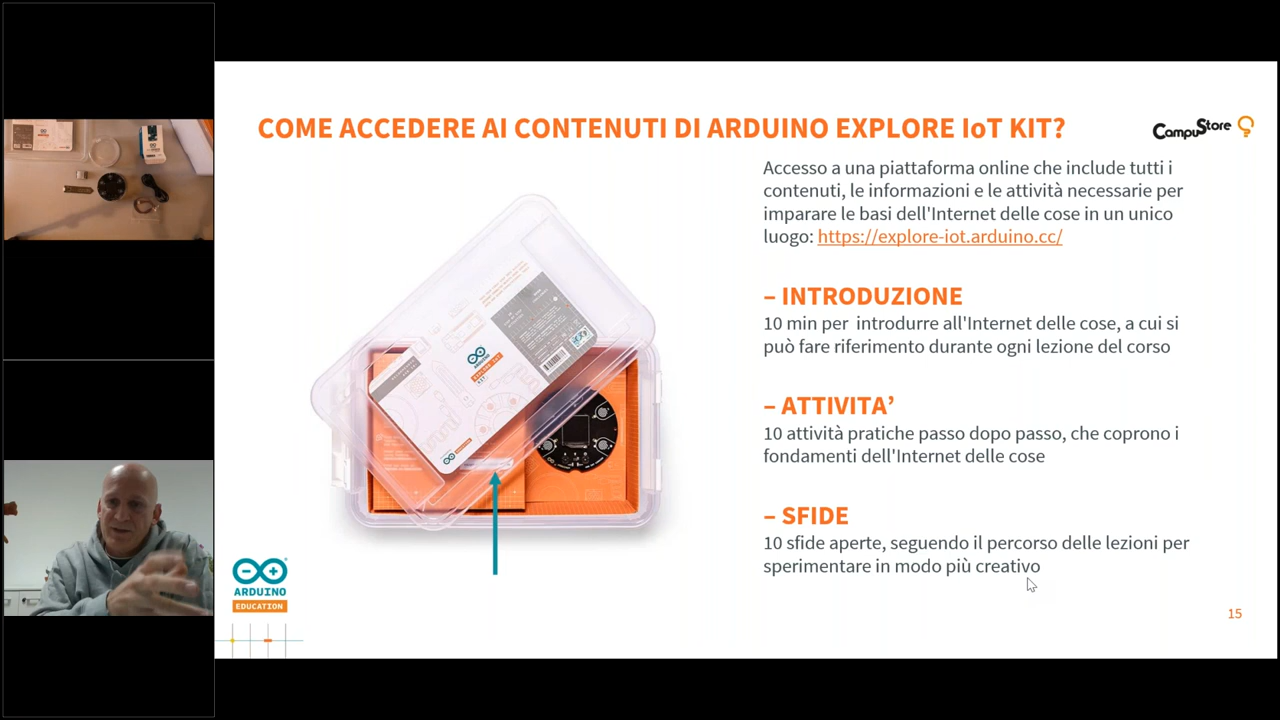 COME ACCEDERE AI CONTENUTI DI ARDUINO EXPLORE IoT KIT?
CampuStore
Accesso a una piattaforma online che include tutti i
contenuti, le informazioni e le attività necessarie per
imparare le basi dell'Internet delle cose in un unico
luogo: https://explore-iot.arduino.cc/
– INTRODUZIONE
10 min per introdurre all'Internet delle cose, a cui si
può fare riferimento durante ogni lezione del corso
– ATTIVITA’
10 attività pratiche passo dopo passo, che coprono i
fondamenti dell'Internet delle cose
– SFIDE
10 sfide aperte, seguendo il percorso delle lezioni per
sperimentare in modo più creativo
ARDUINO
EXPLORE IOT
KIT
ARDUINO
EDUCATION
15